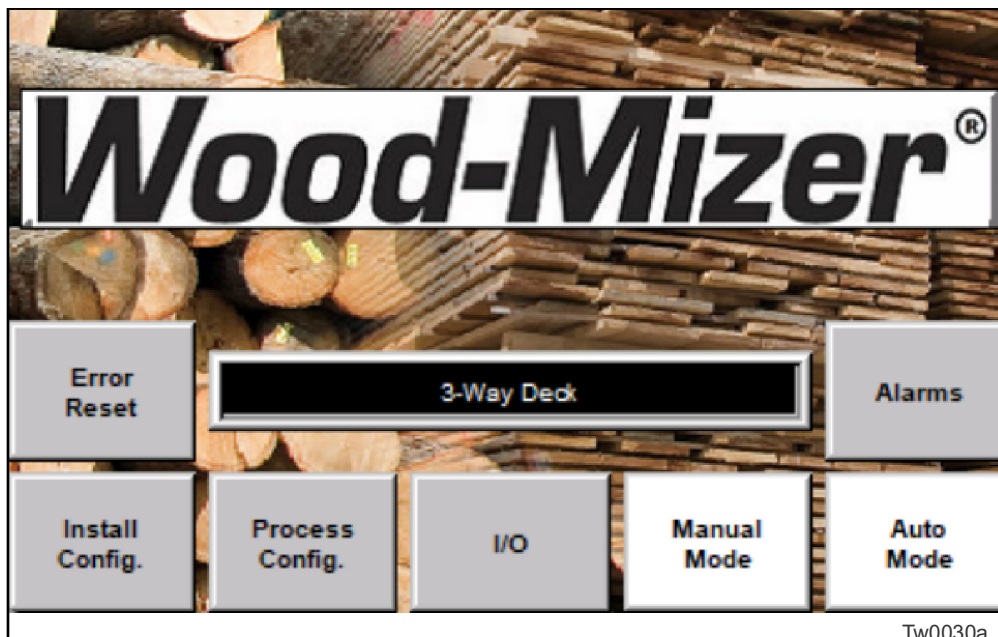 Wood-Mizer®
Error
Reset
3-Way Deck
Alarms
Install
Config.
Process
Config.
I/O
Manual
Mode
Auto
Mode
Tw0030a